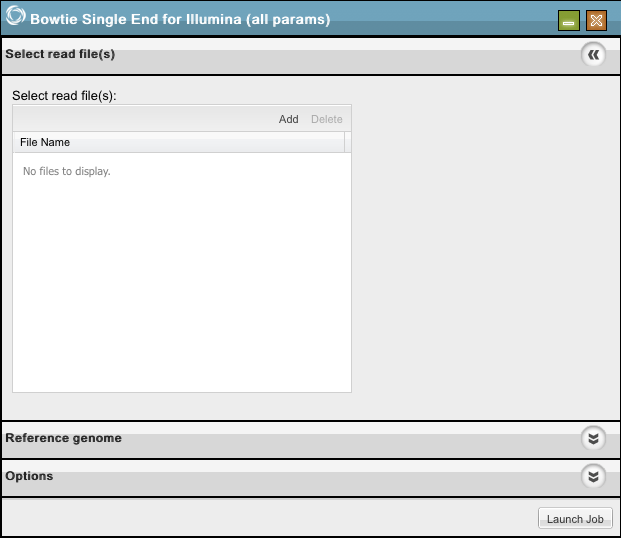 Bowtie Single End for Illumina (all params)
Select read file(s)
Select read file(s):
Add Delete
File Name
No files to display.
Reference genome
Options
Launch Job